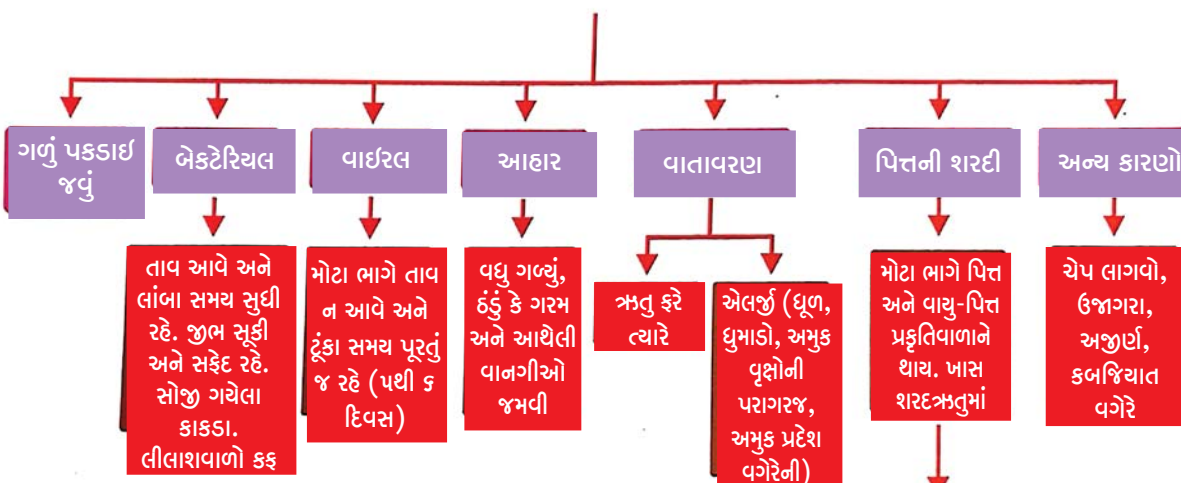 ગળું પકડાઇ
જવું
બેકટેરિયલ
વાઇરલ
આહાર
વાતાવરણ
પિત્તની શરદી
અન્ય કારણો
તાવ આવે અને
લાંબા સમય સુધી
રહે. જીભ સૂકી
અને સફેદ રહે.
સોજી ગયેલા
કાકડા.
લીલાશવાળો કફ
મોટા ભાગે તાવ
ન આવે અને
ટૂંકા સમય પૂરતું
જ રહે (૫થી ૬
દિવસ)
વધુ ગળ્યું,
ઠંડું કે ગરમ
અને આથેલી
વાનગીઓ
જમવી
ઋતુ ફરે
ત્યારે
એલર્જી (ધૂળ,
ધુમાડો, અમુક
વૃક્ષોની
પરાગરજ,
અમુક પ્રદેશ
વગેરેની)
મોટા ભાગે પિત્ત
અને વાયુ-પિત્ત
પ્રકૃતિવાળાને
થાય. ખાસ
શરદઋતુમાં
ચેપ લાગવો,
ઉજાગરા,
અજીર્ણ,
કબજિયાત
વગેરે